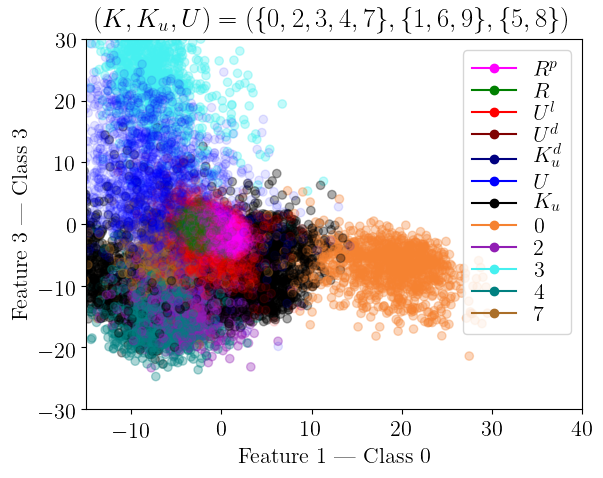 (K, K_u, U) = ({0, 2, 3, 4, 7}, {1, 6, 9}, {5, 8})
30
20
10
0
−10
−20
−30
Feature 3 — Class 3
R^p
R
U^l
U^d
K_u^d
U
K_u
0
2
3
4
7
−10 0 10 20 30 40
Feature 1 — Class 0